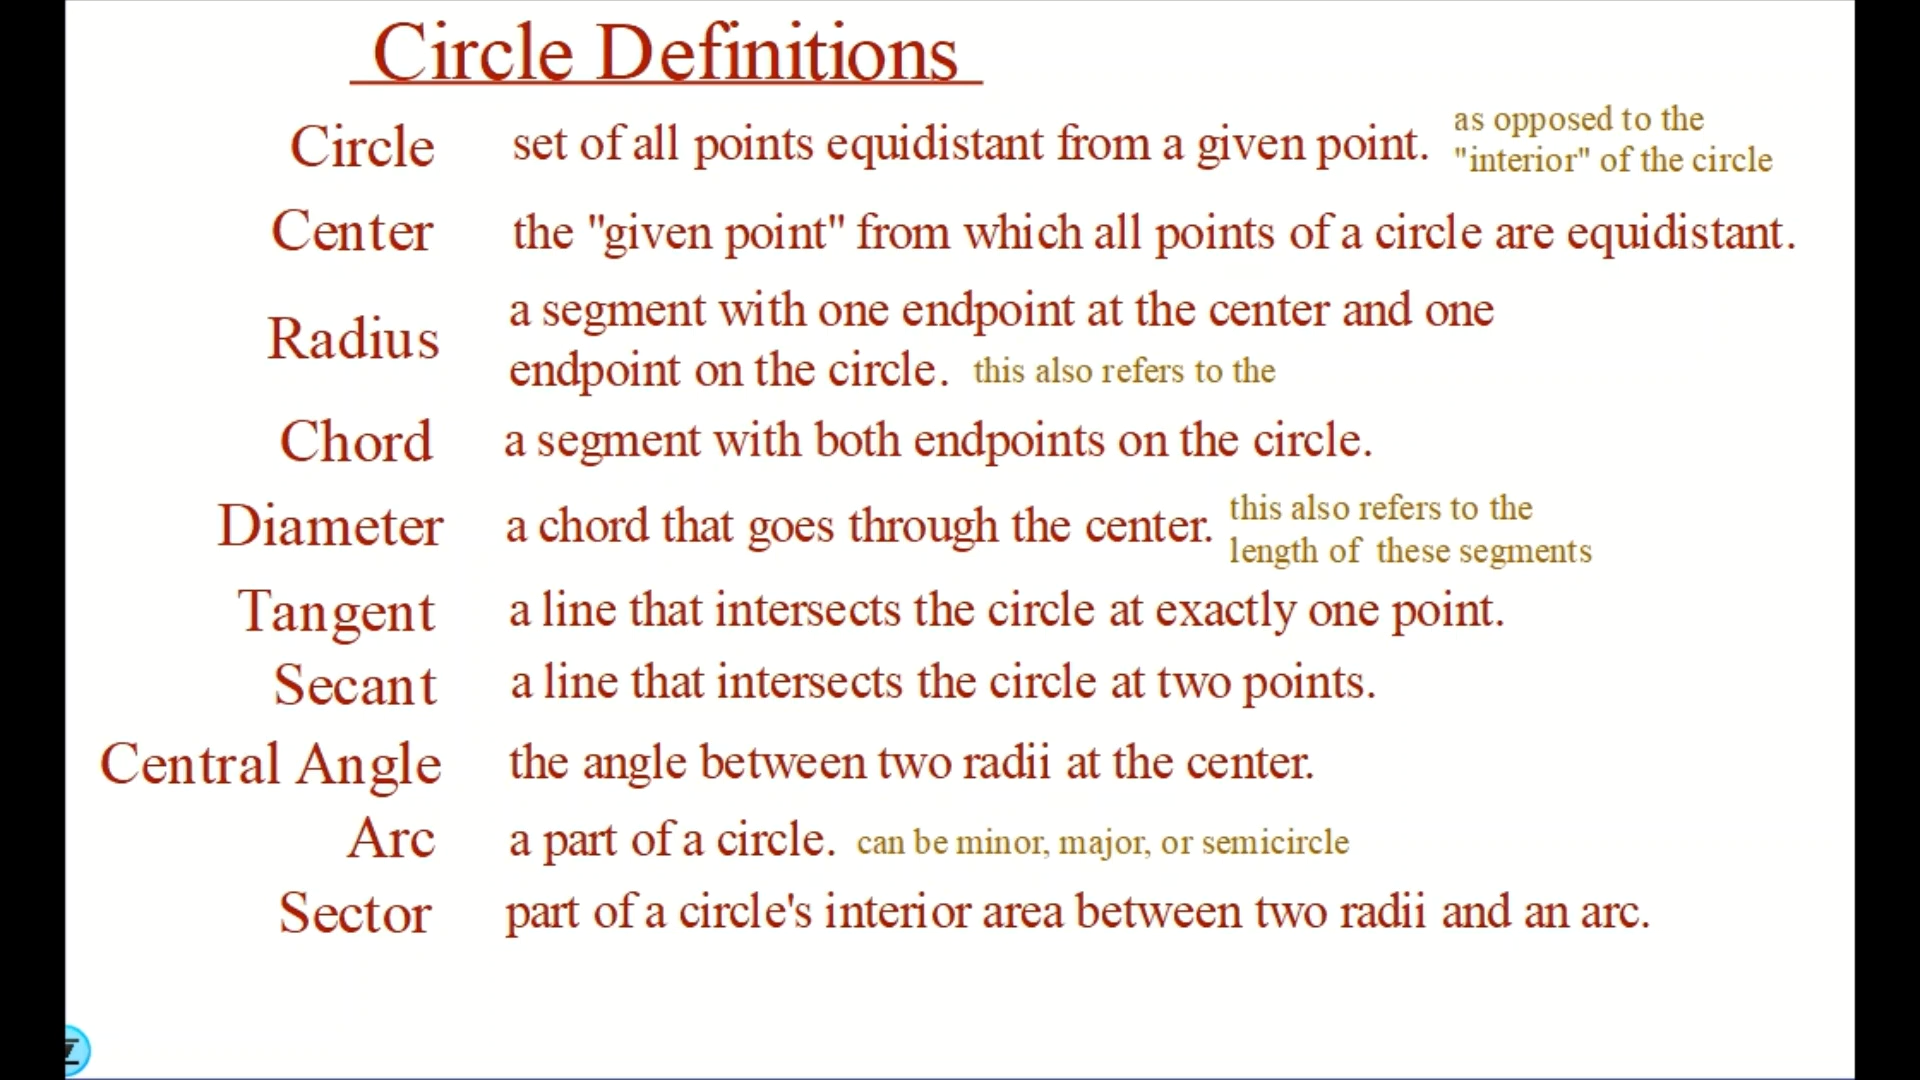 Circle Definitions
Circle set of all points equidistant from a given point. as opposed to the
"interior" of the circle
Center the "given point" from which all points of a circle are equidistant.
Radius a segment with one endpoint at the center and one
endpoint on the circle. this also refers to the
Chord a segment with both endpoints on the circle.
Diameter a chord that goes through the center. this also refers to the
length of these segments
Tangent a line that intersects the circle at exactly one point.
Secant a line that intersects the circle at two points.
Central Angle the angle between two radii at the center.
Arc a part of a circle. can be minor, major, or semicircle
Sector part of a circle's interior area between two radii and an arc.